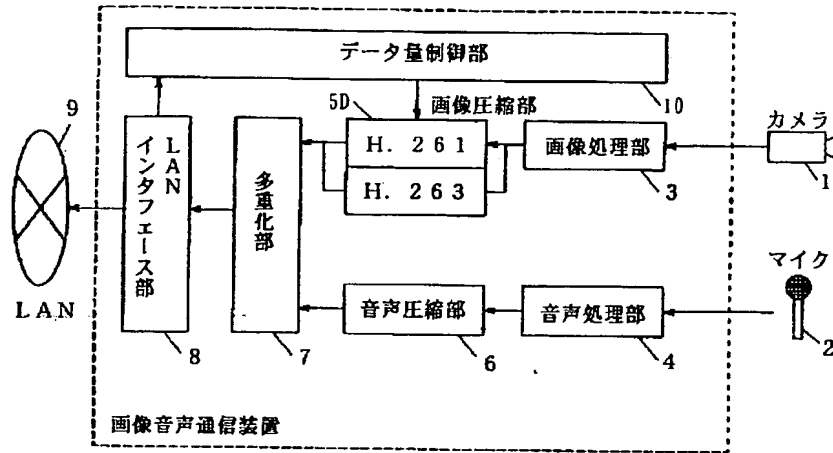 データ量制御部
10
5D
画像圧縮部
H. 261
H. 263
画像処理部
3
カメラ
1
9
LAN
LAN
インタフェース部
8
多重化部
7
音声圧縮部
6
音声処理部
4
マイク
2
画像音声通信装置